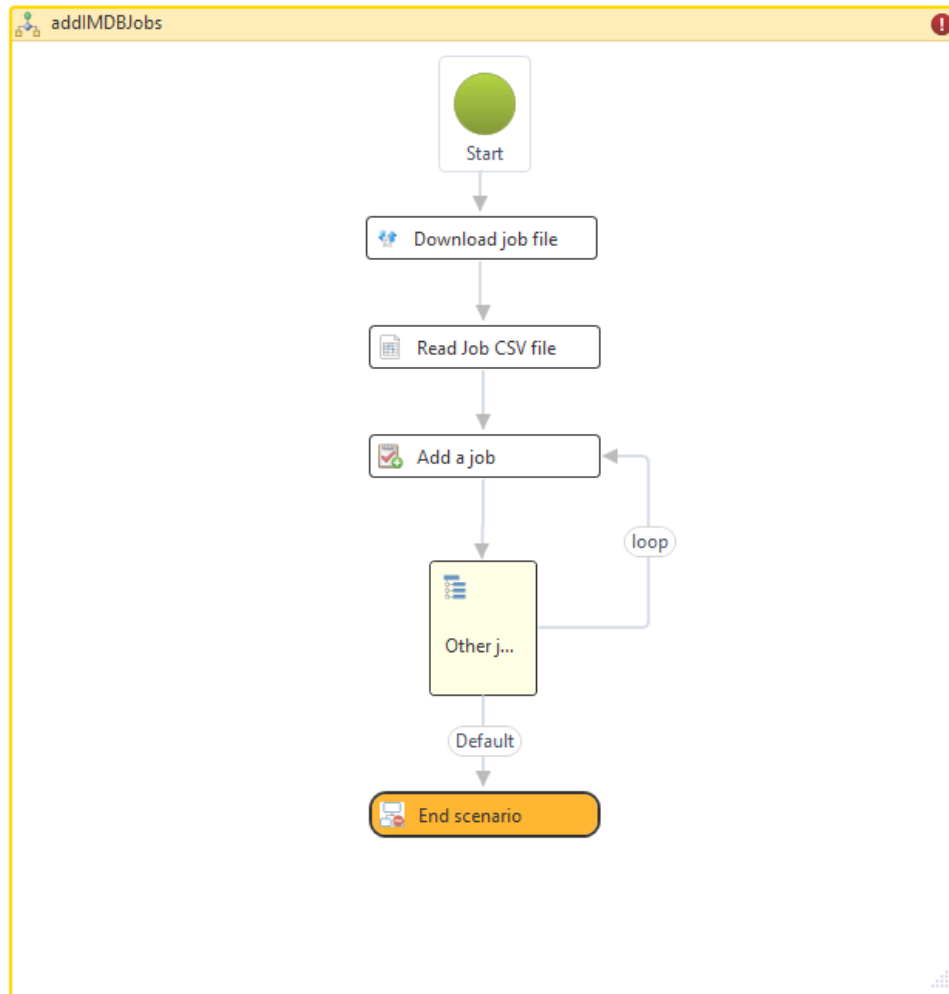 addIMDBJobs
Start
Download job file
Read Job CSV file
Add a job
loop
Other j...
Default
End scenario